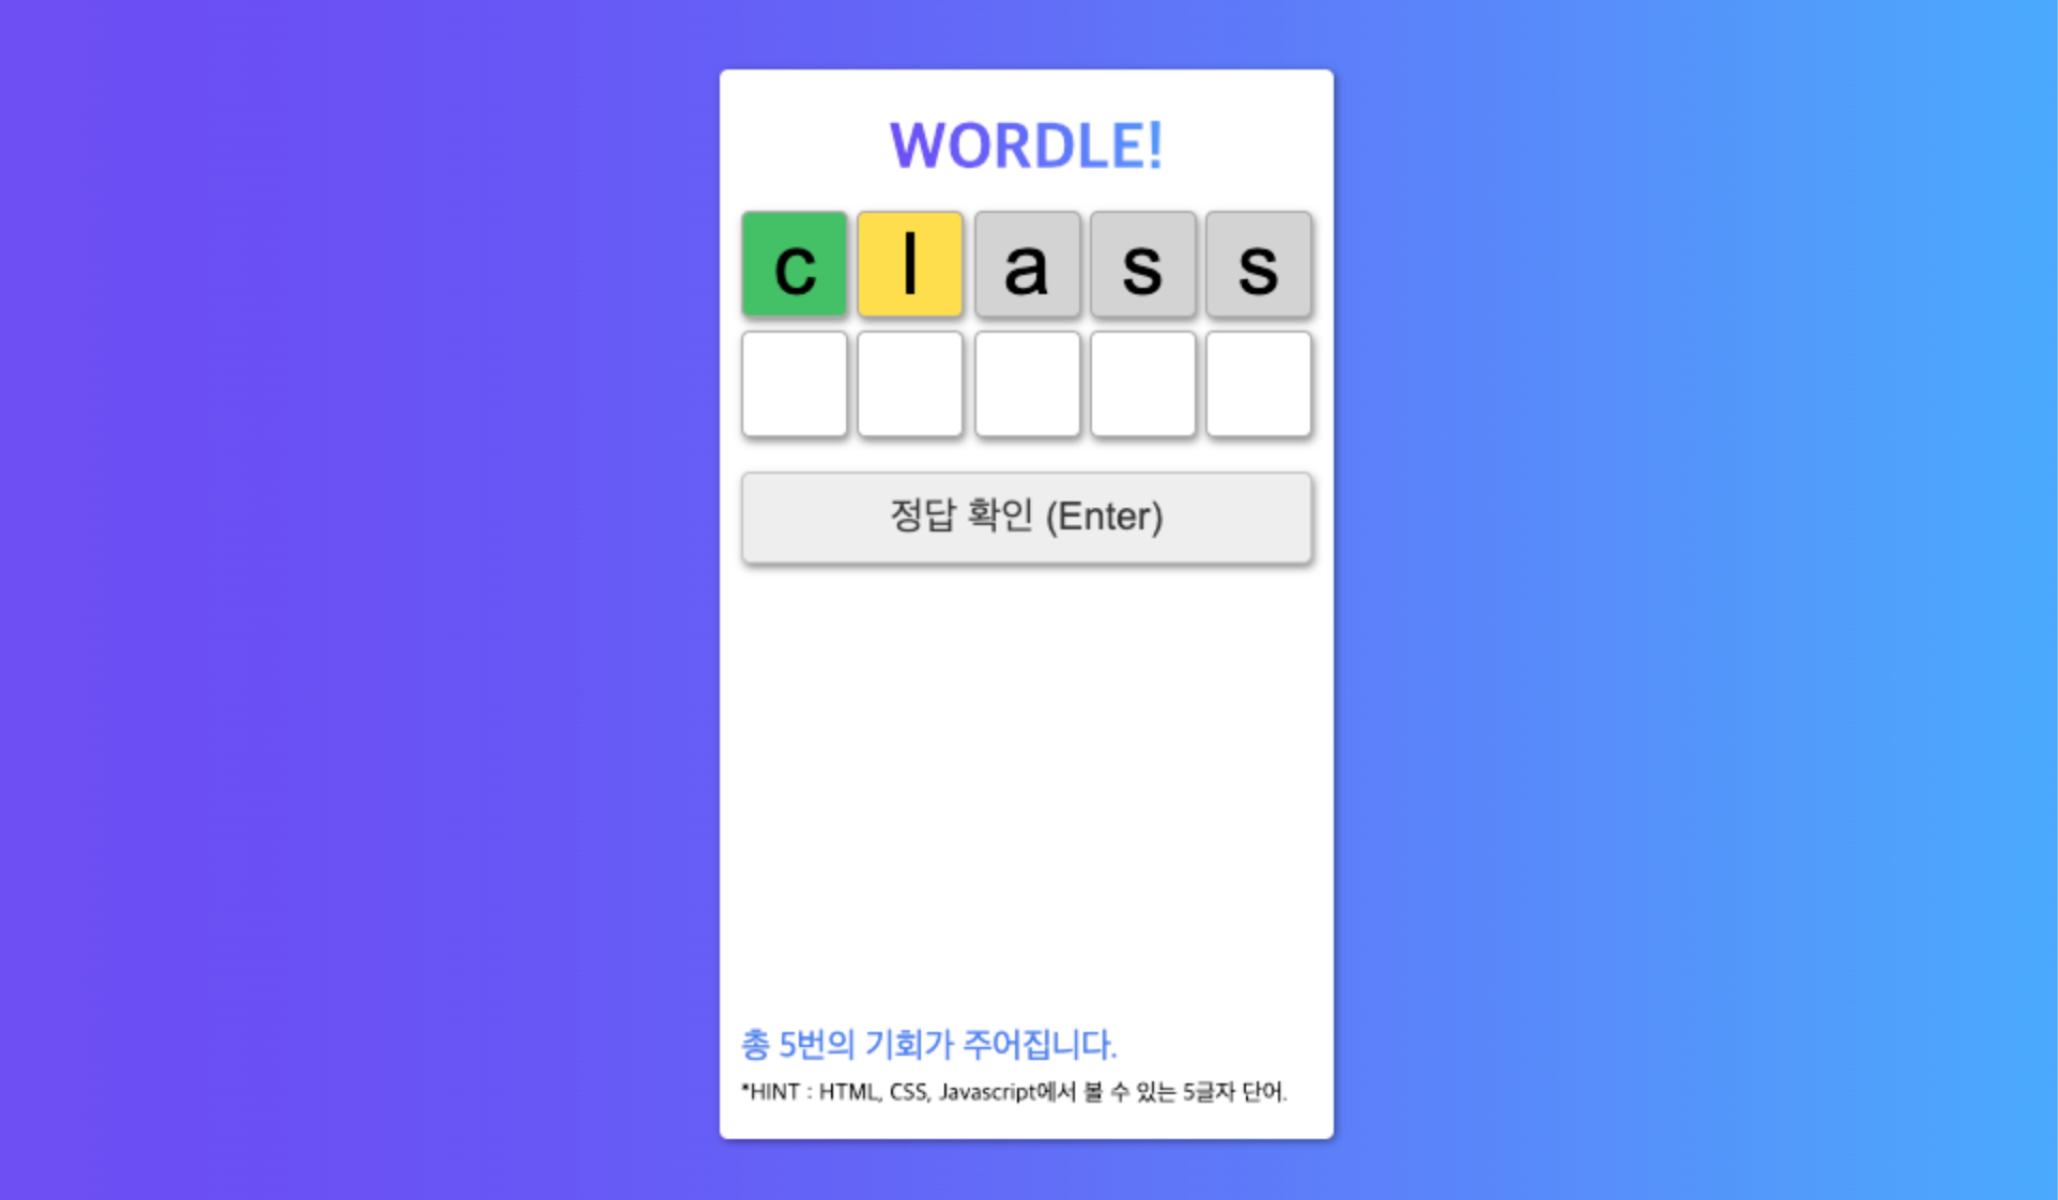 WORDLE!
c l a s s
정답 확인 (Enter)
총 5번의 기회가 주어집니다.
*HINT : HTML, CSS, Javascript에서 볼 수 있는 5글자 단어.